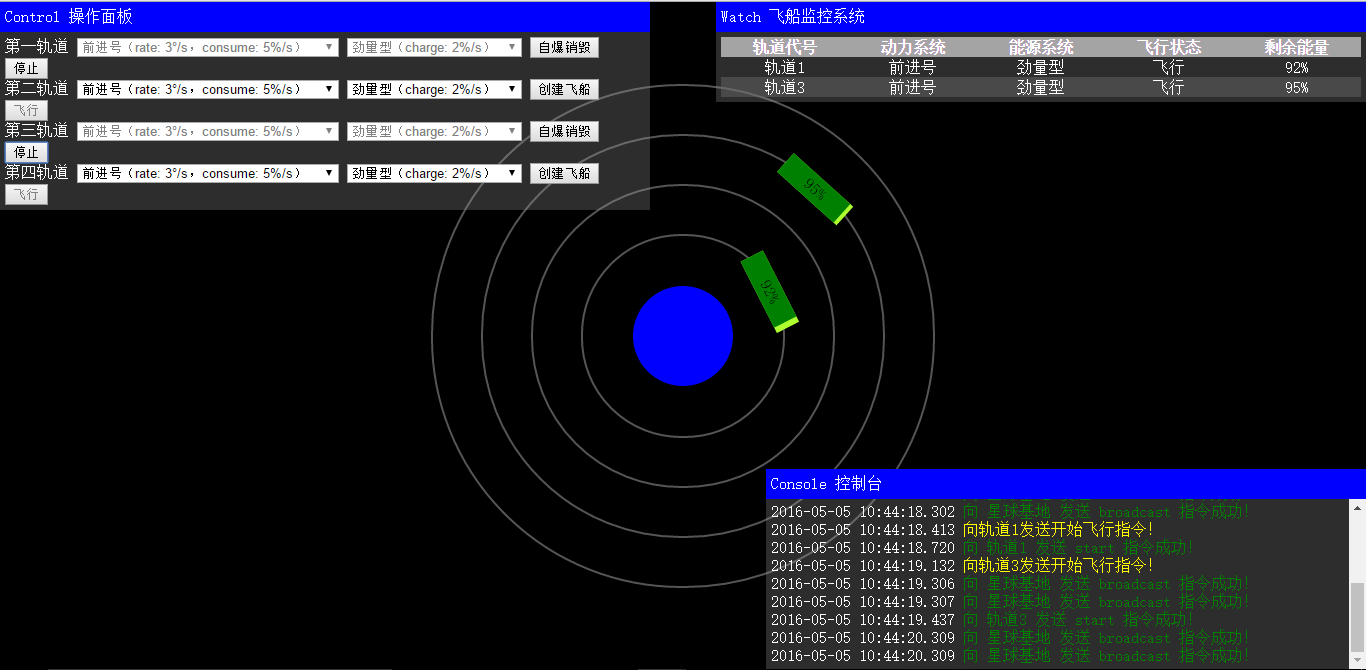 Control 操作面板
第一轨道 前进号（rate: 3°/s，consume: 5%/s） 劲量型（charge: 2%/s） 自爆销毁
停止
第二轨道 前进号（rate: 3°/s，consume: 5%/s） 劲量型（charge: 2%/s） 创建飞船
飞行
第三轨道 前进号（rate: 3°/s，consume: 5%/s） 劲量型（charge: 2%/s） 自爆销毁
停止
第四轨道 前进号（rate: 3°/s，consume: 5%/s） 劲量型（charge: 2%/s） 创建飞船
飞行
Watch 飞船监控系统
轨道代号 动力系统 能源系统 飞行状态 剩余能量
轨道1 前进号 劲量型 飞行 92%
轨道3 前进号 劲量型 飞行 95%
95%
92%
Console 控制台
2016-05-05 10:44:18.302 向 星球基地 发送 broadcast 指令成功!
2016-05-05 10:44:18.413 向轨道1发送开始飞行指令!
2016-05-05 10:44:18.720 向 轨道1 发送 start 指令成功!
2016-05-05 10:44:19.132 向轨道3发送开始飞行指令!
2016-05-05 10:44:19.306 向 星球基地 发送 broadcast 指令成功!
2016-05-05 10:44:19.307 向 星球基地 发送 broadcast 指令成功!
2016-05-05 10:44:19.437 向 轨道3 发送 start 指令成功!
2016-05-05 10:44:20.309 向 星球基地 发送 broadcast 指令成功!
2016-05-05 10:44:20.309 向 星球基地 发送 broadcast 指令成功!